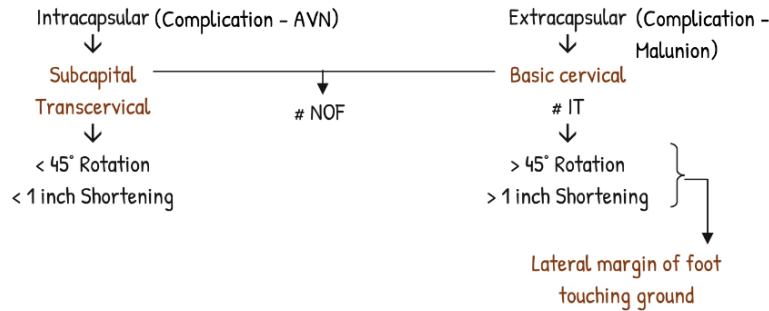 Intracapsular (Complication - AVN)
Subcapital
Transcervical
< 45° Rotation
< 1 inch Shortening
# NOF
Extracapsular (Complication -
Malunion)
Basic cervical
# IT
> 45° Rotation
> 1 inch Shortening
Lateral margin of foot
touching ground